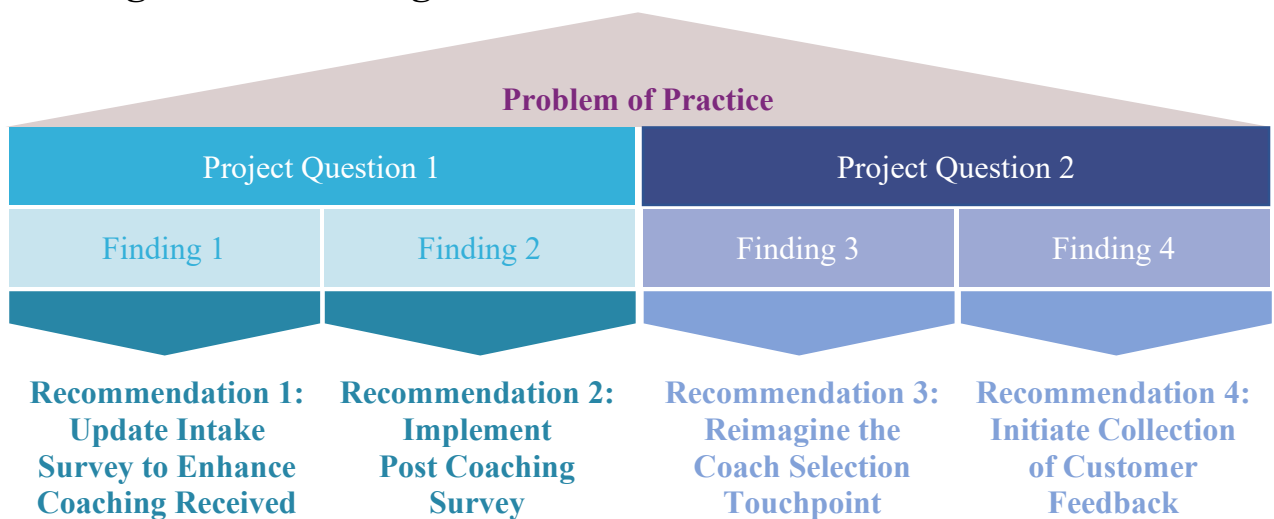 Problem of Practice
Project Question 1
Project Question 2
Finding 1
Finding 2
Finding 3
Finding 4
Recommendation 1:
Update Intake
Survey to Enhance
Coaching Received
Recommendation 2:
Implement
Post Coaching
Survey
Recommendation 3:
Reimagine the
Coach Selection
Touchpoint
Recommendation 4:
Initiate Collection
of Customer
Feedback